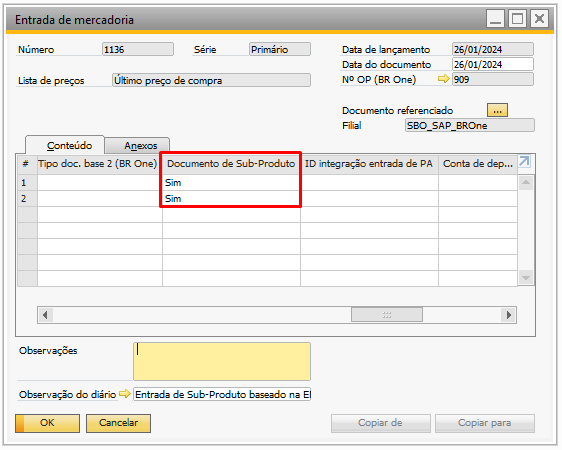 Entrada de mercadoria
Número 1136 Série Primário Data de lançamento 26/01/2024
Data do documento 26/01/2024
Lista de preços Último preço de compra Nº OP (BR One) 909
Documento referenciado ...
Filial SBO_SAP_BROne
Conteúdo Anexos
# Tipo doc. base 2 (BR One) Documento de Sub-Produto ID integração entrada de PA Conta de dep...
1 Sim
2 Sim
Observações
Observação do diário Entrada de Sub-Produto baseado na
OK Cancelar Copiar de Copiar para